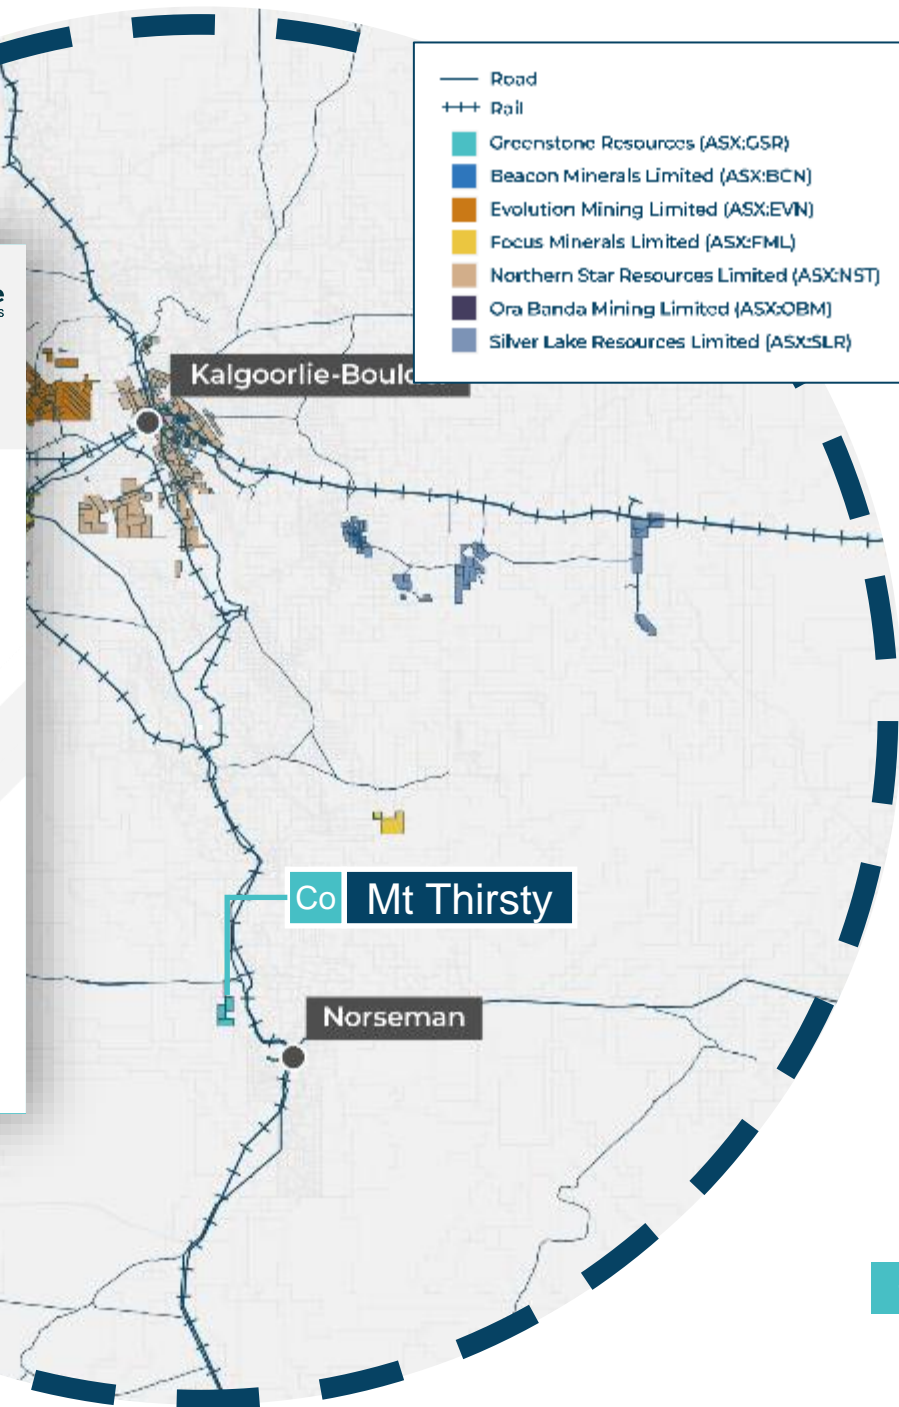 Road
Rail
Greenstone Resources (ASX:GSR)
Beacon Minerals Limited (ASX:BCN)
Evolution Mining Limited (ASX:EVN)
Focus Minerals Limited (ASX:FML)
Northern Star Resources Limited (ASX:NST)
Ora Banda Mining Limited (ASX:OBM)
Silver Lake Resources Limited (ASX:SLR)
e
s
Kalgoorlie-Bould
Co Mt Thirsty
Norseman